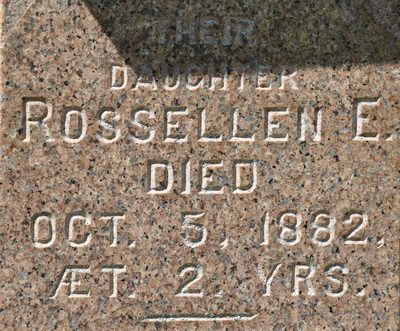 THEIR
DAUGHTER
ROSSELLEN E.
DIED
OCT. 5, 1882,
ÆT. 2. YRS.